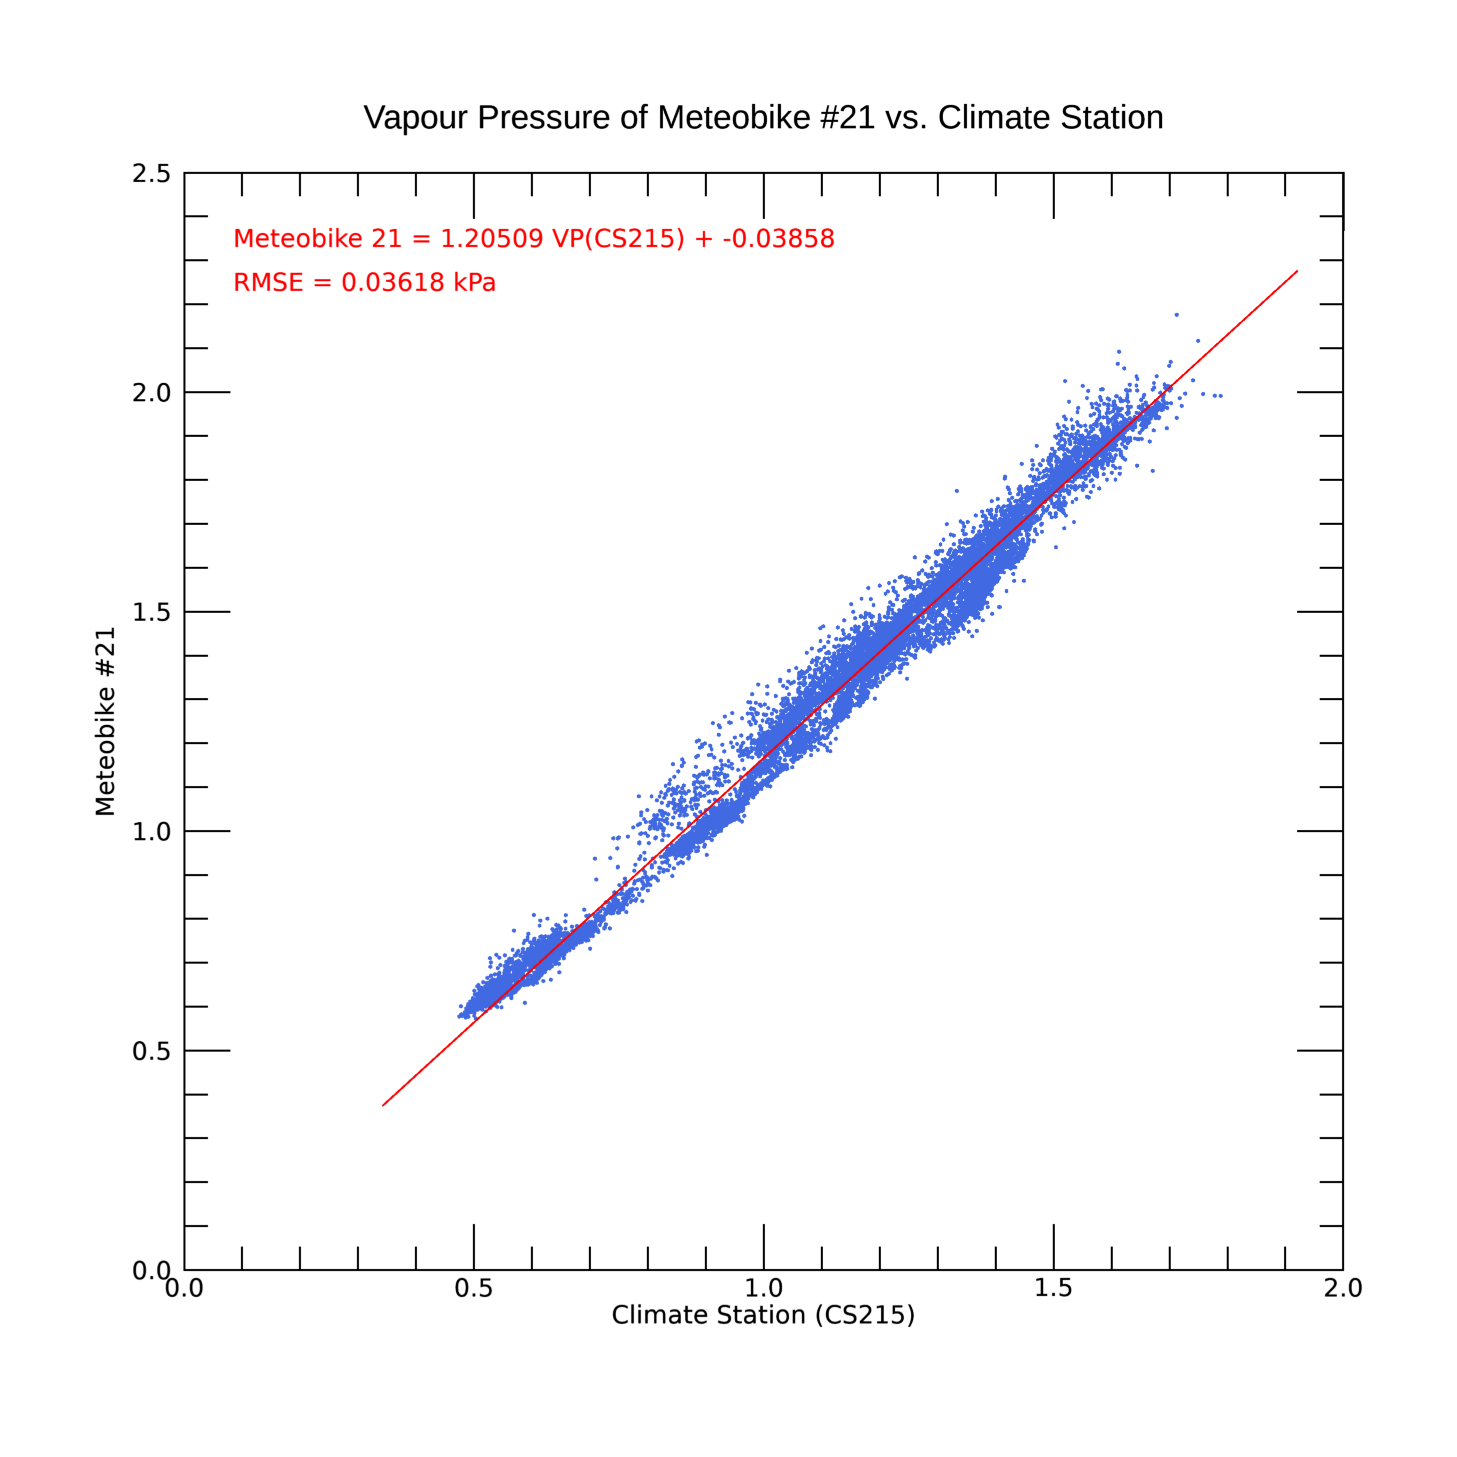 Vapour Pressure of Meteobike #21 vs. Climate Station
2.5
Meteobike 21 = 1.20509 VP(CS215) + -0.03858
RMSE = 0.03618 kPa
2.0
1.5
Meteobike #21
1.0
0.5
0.0
0.0 0.5 1.0 1.5 2.0
Climate Station (CS215)